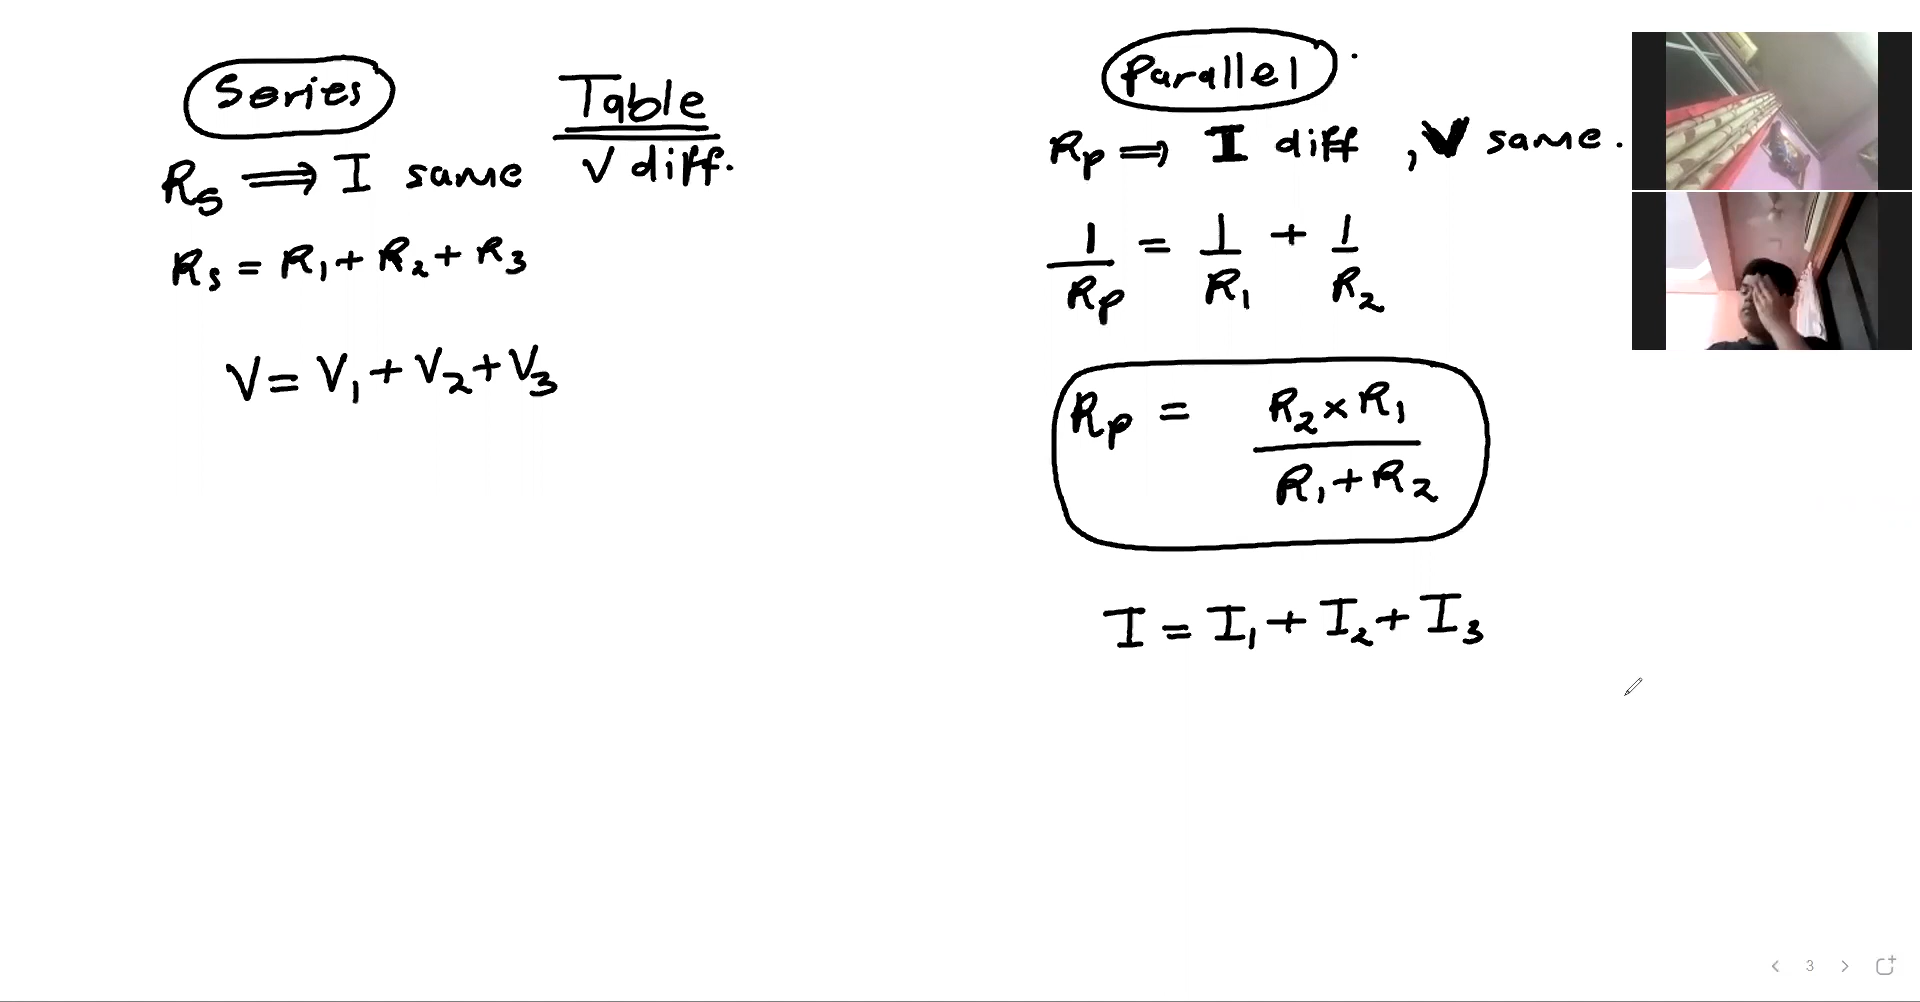 Series
Table
Rs ⟹ I same V diff.
Rs = R1 + R2 + R3
V = V1 + V2 + V3
Parallel .
Rp ⟹ I diff , V same .
1/Rp = 1/R1 + 1/R2
Rp = R2 x R1 / R1 + R2
I = I1 + I2 + I3
3